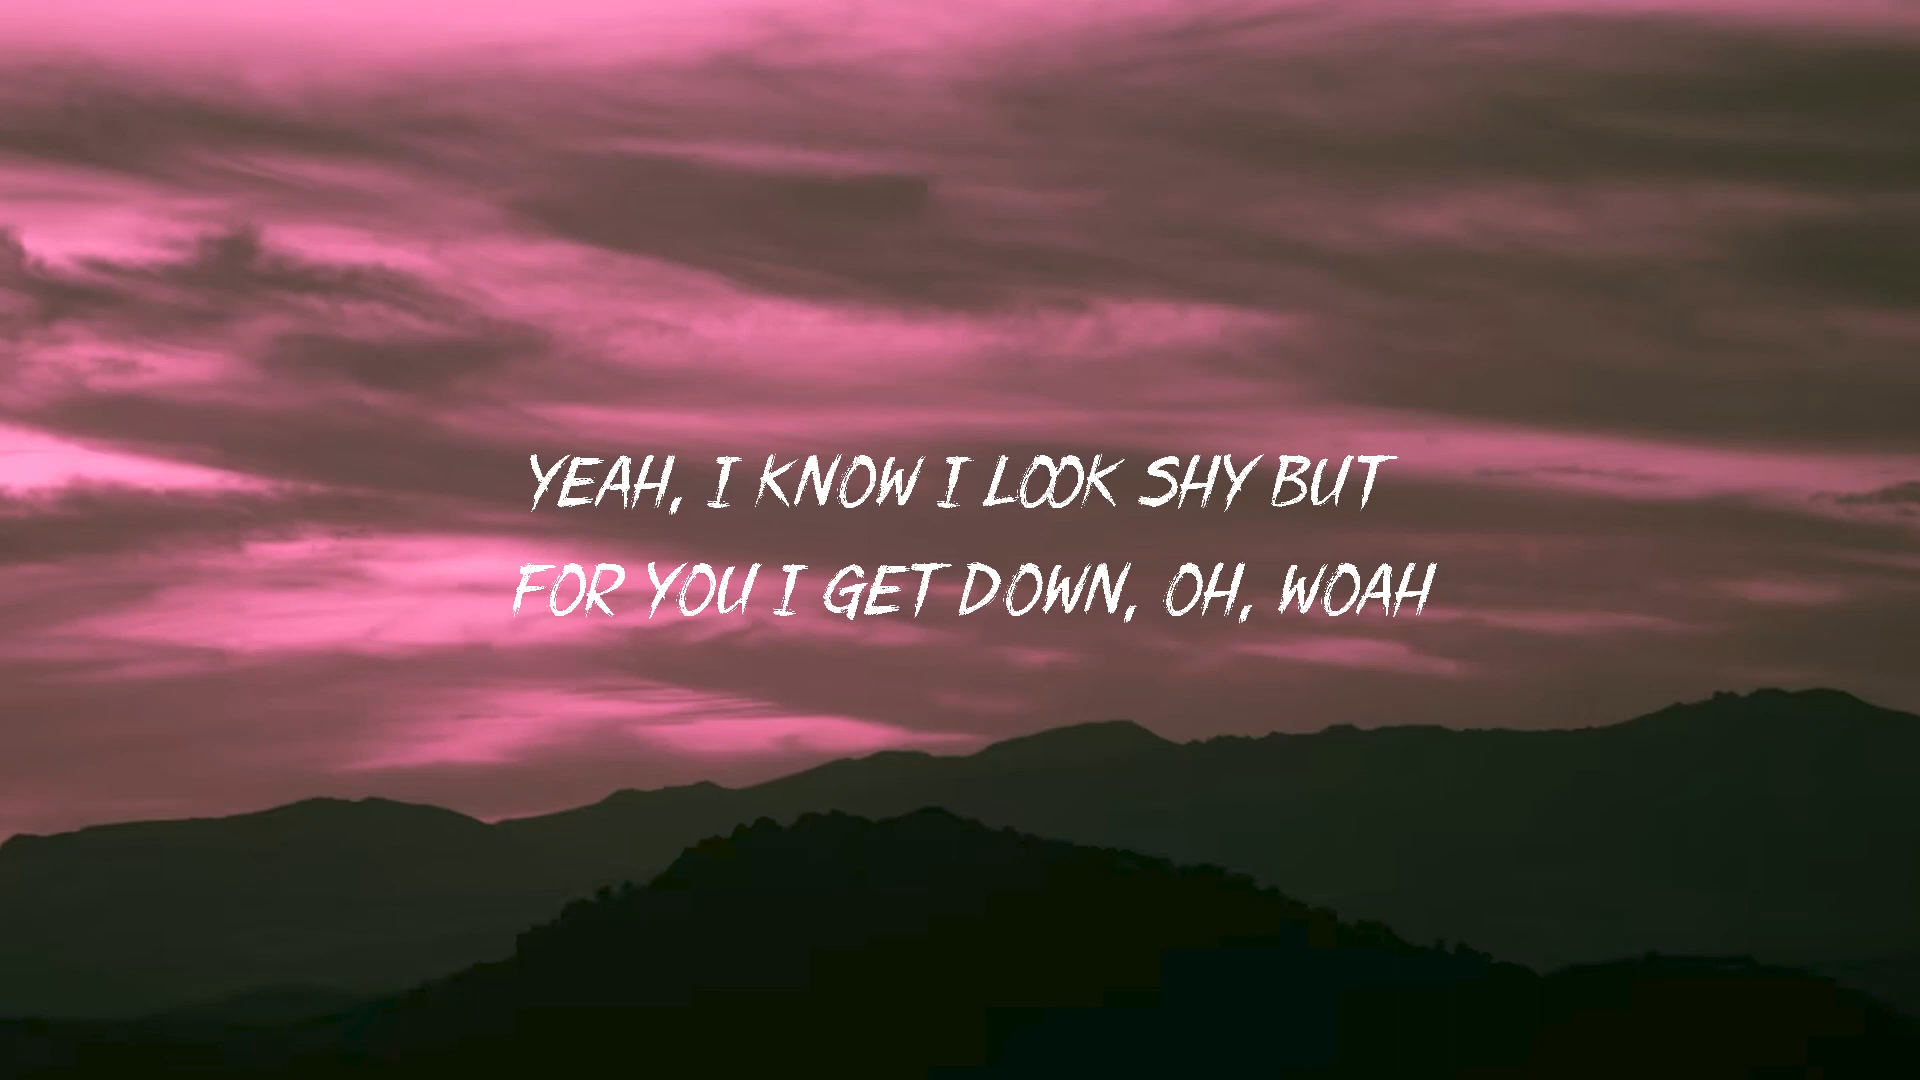 YEAH, I KNOW I LOOK SHY BUT
FOR YOU I GET DOWN, OH, WOAH